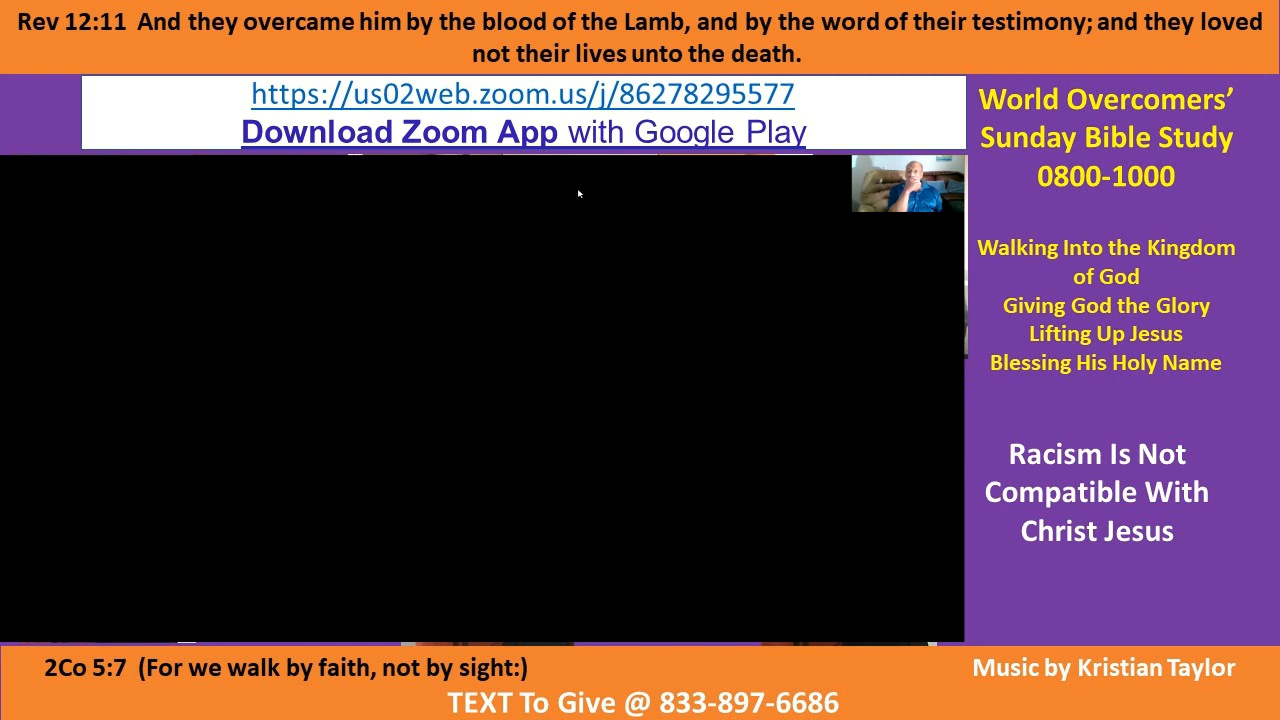 Rev 12:11  And they overcame him by the blood of the Lamb, and by the word of their testimony; and they loved
not their lives unto the death.
https://us02web.zoom.us/j/86278295577
Download Zoom App with Google Play
World Overcomers’
Sunday Bible Study
0800-1000
Walking Into the Kingdom
of God
Giving God the Glory
Lifting Up Jesus
Blessing His Holy Name
Racism Is Not
Compatible With
Christ Jesus
2Co 5:7  (For we walk by faith, not by sight:)
Music by Kristian Taylor
TEXT To Give @ 833-897-6686